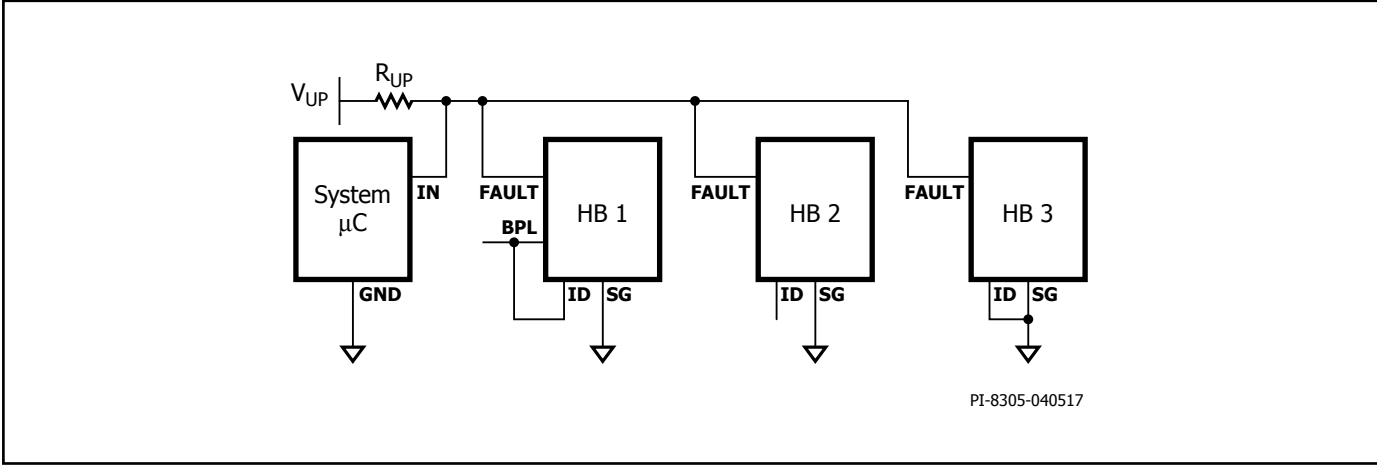 R_UP
V_UP
System
µC
IN
GND
FAULT
BPL
HB 1
ID
SG
FAULT
HB 2
ID
SG
FAULT
HB 3
ID
SG
PI-8305-040517